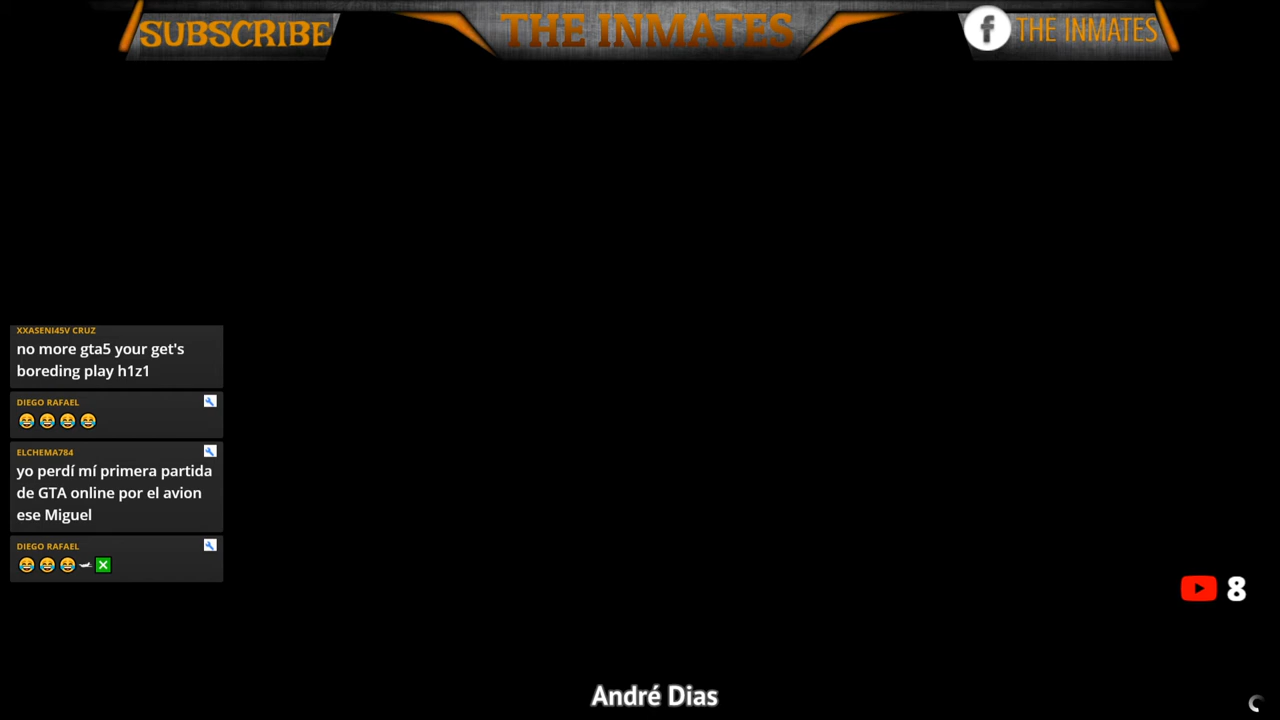 SUBSCRIBE
THE INMATES
THE INMATES
XXASENI45V CRUZ
no more gta5 your get's
boreding play h1z1
DIEGO RAFAEL
😂😂😂😂
ELCHEMA784
yo perdí mí primera partida
de GTA online por el avion
ese Miguel
DIEGO RAFAEL
😂😂😂🛩❎
8
André Dias